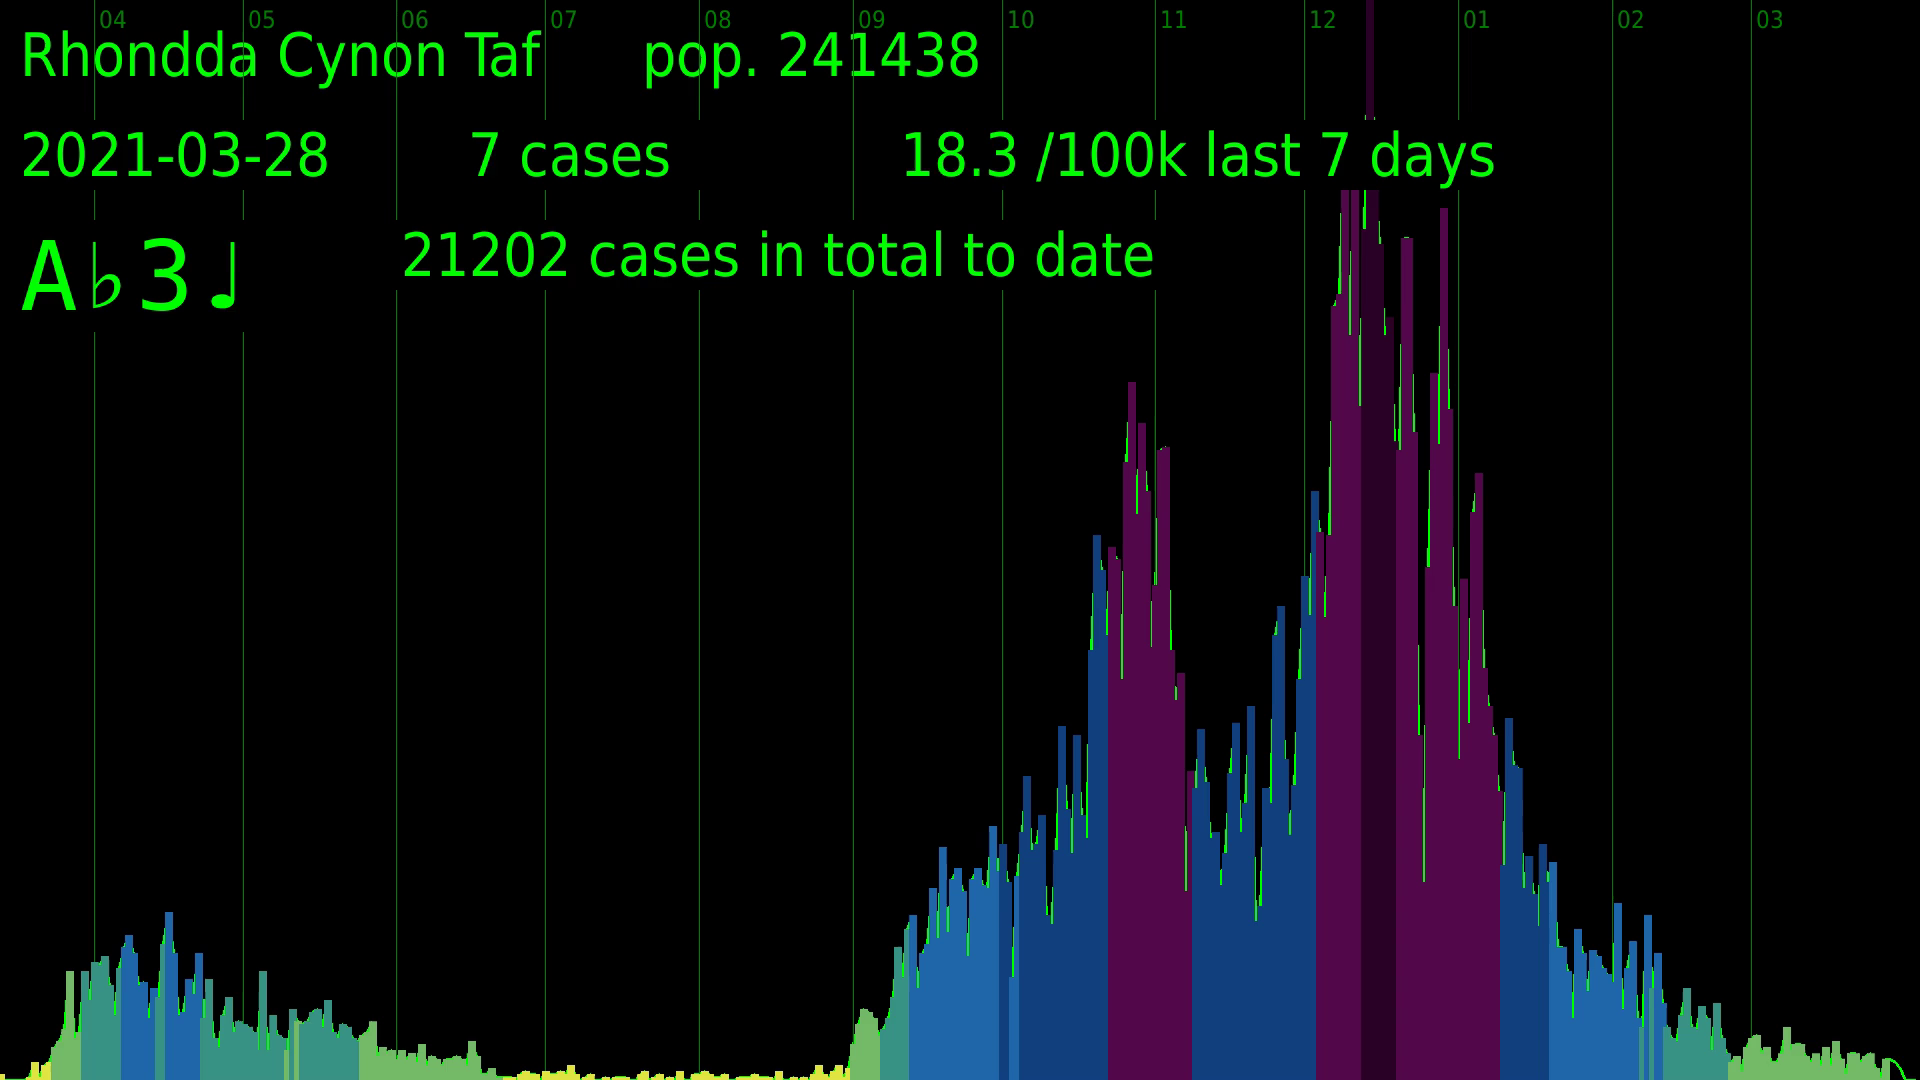 04 05 06 07 08 09 10 11 12 01 02 03
Rhondda Cynon Taf pop. 241438
2021-03-28 7 cases 18.3 /100k last 7 days
A♭3♩ 21202 cases in total to date